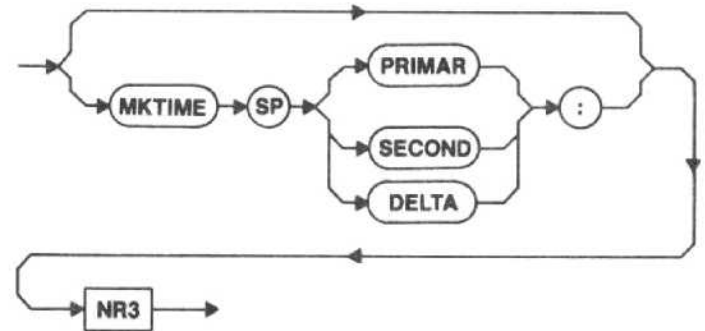 PRIMAR
MKTIME SP :
SECOND
DELTA
NR3